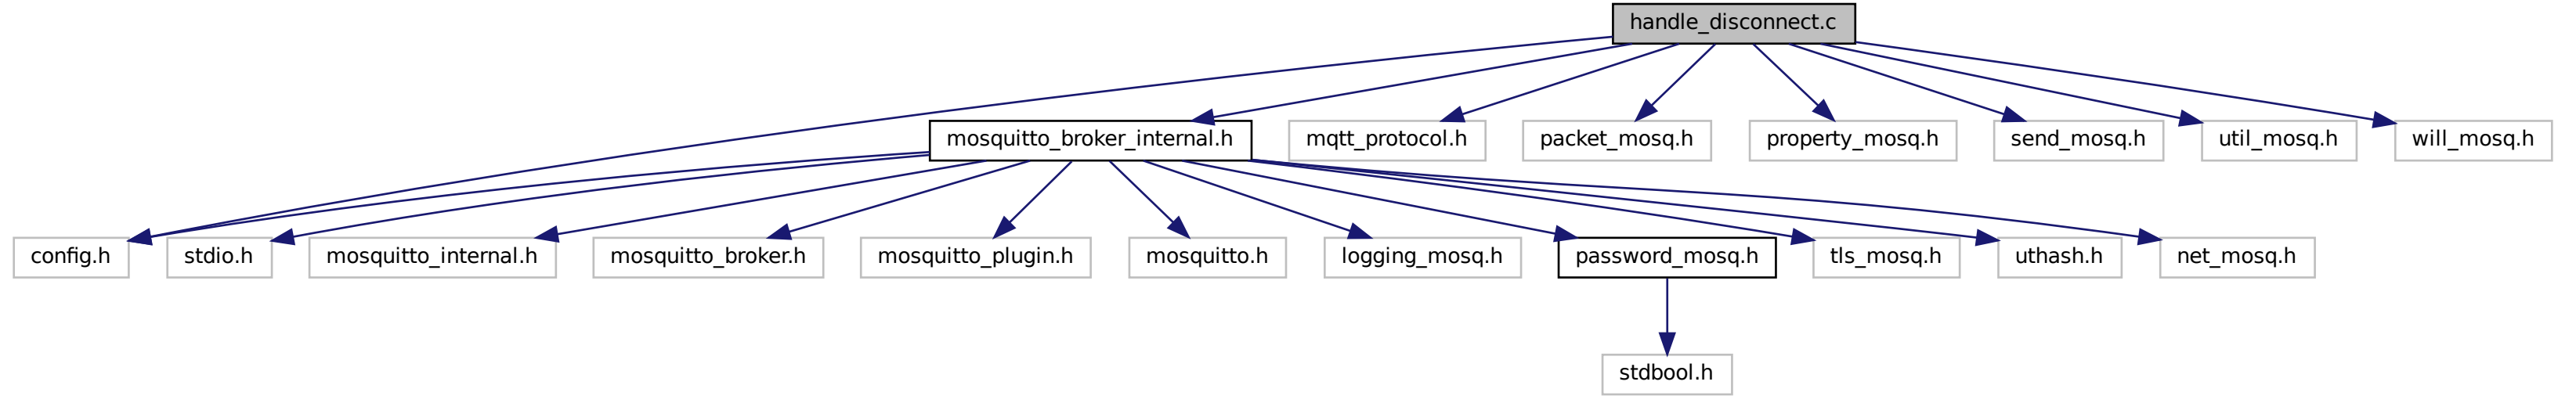 handle_disconnect.c
mosquitto_broker_internal.h
mqtt_protocol.h
packet_mosq.h
property_mosq.h
send_mosq.h
util_mosq.h
will_mosq.h
config.h
stdio.h
mosquitto_internal.h
mosquitto_broker.h
mosquitto_plugin.h
mosquitto.h
logging_mosq.h
password_mosq.h
tls_mosq.h
uthash.h
net_mosq.h
stdbool.h